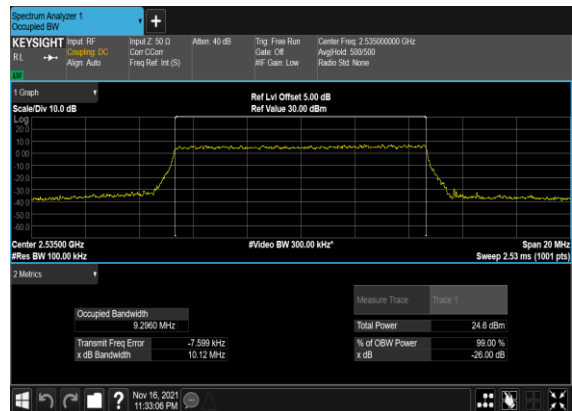 Spectrum Analyzer 1
Occupied BW
KEYSIGHT Input: RF Input Z: 50 Ω Atten: 40 dB Trig: Free Run Center Freq: 2.535000000 GHz
RL Coupling: DC Corr CCorr Gate: Off Avg|Hold: 500/500
Align: Auto Freq Ref: Int (S) #IF Gain: Low Radio Std: None
1 Graph Ref Lvl Offset 5.00 dB
Scale/Div 10.0 dB Ref Value 30.00 dBm
Log
20.0
10.0
0.00
-10.0
-20.0
-30.0
-40.0
-50.0
-60.0
Center 2.53500 GHz #Video BW 300.00 kHz* Span 20 MHz
#Res BW 100.00 kHz Sweep 2.53 ms (1001 pts)
2 Metrics
Measure Trace Trace 1
Occupied Bandwidth
9.2960 MHz Total Power 24.6 dBm
Transmit Freq Error -7.599 kHz % of OBW Power 99.00 %
x dB Bandwidth 10.12 MHz x dB -26.00 dB
Nov 16, 2021
11:33:06 PM